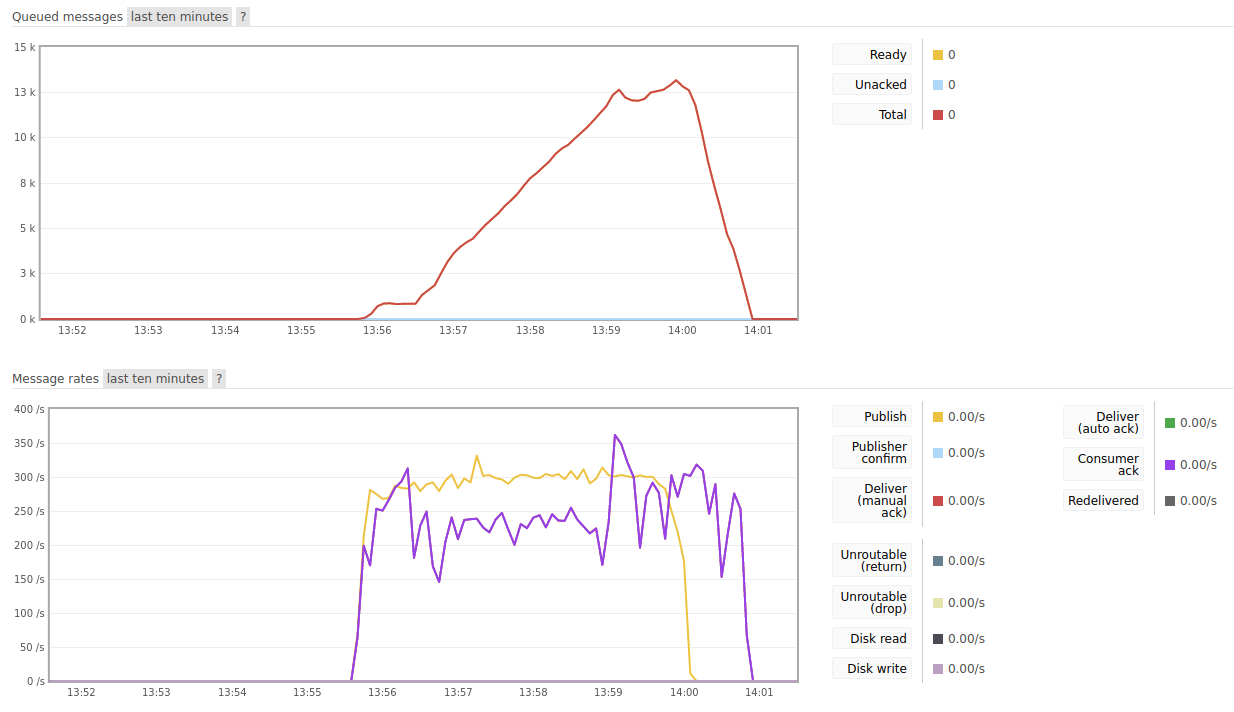 Queued messages last ten minutes ?
15 k
13 k
10 k
8 k
5 k
3 k
0 k
13:52 13:53 13:54 13:55 13:56 13:57 13:58 13:59 14:00 14:01
Ready 0
Unacked 0
Total 0
Message rates last ten minutes ?
400 /s
350 /s
300 /s
250 /s
200 /s
150 /s
100 /s
50 /s
0 /s
13:52 13:53 13:54 13:55 13:56 13:57 13:58 13:59 14:00 14:01
Publish 0.00/s
Publisher
confirm 0.00/s
Deliver
(manual
ack) 0.00/s
Unroutable
(return) 0.00/s
Unroutable
(drop) 0.00/s
Disk read 0.00/s
Disk write 0.00/s
Deliver
(auto ack) 0.00/s
Consumer
ack 0.00/s
Redelivered 0.00/s